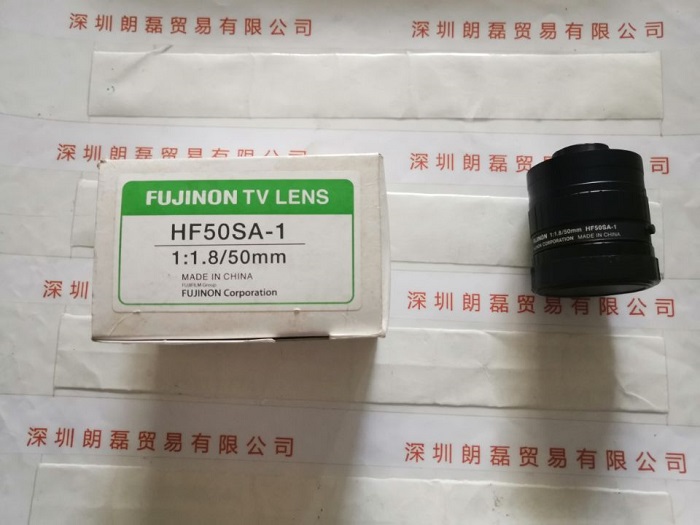 深圳朗磊贸易有限公司
深圳朗磊贸易有限公司
深圳朗磊贸易有限公司
深圳朗磊贸易有限公司
FUJINON TV LENS
HF50SA-1
1:1.8/50mm
MADE IN CHINA
FUJIFILM Group
FUJINON Corporation
FUJINON 1:1.8/50mm HF50SA-1
CORPORATION MADE IN CHINA
深圳朗磊贸易有限公司
深圳朗磊贸易有限公司
深圳朗磊贸易有限公司
深圳朗磊贸易有限公司